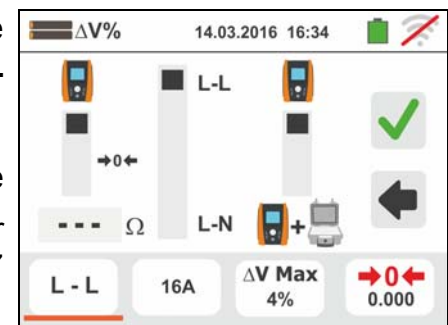 ΔV%
14.03.2016 16:34
L-L
→0←
- - - Ω
L-N
+
L - L
16A
ΔV Max
4%
→0←
0.000